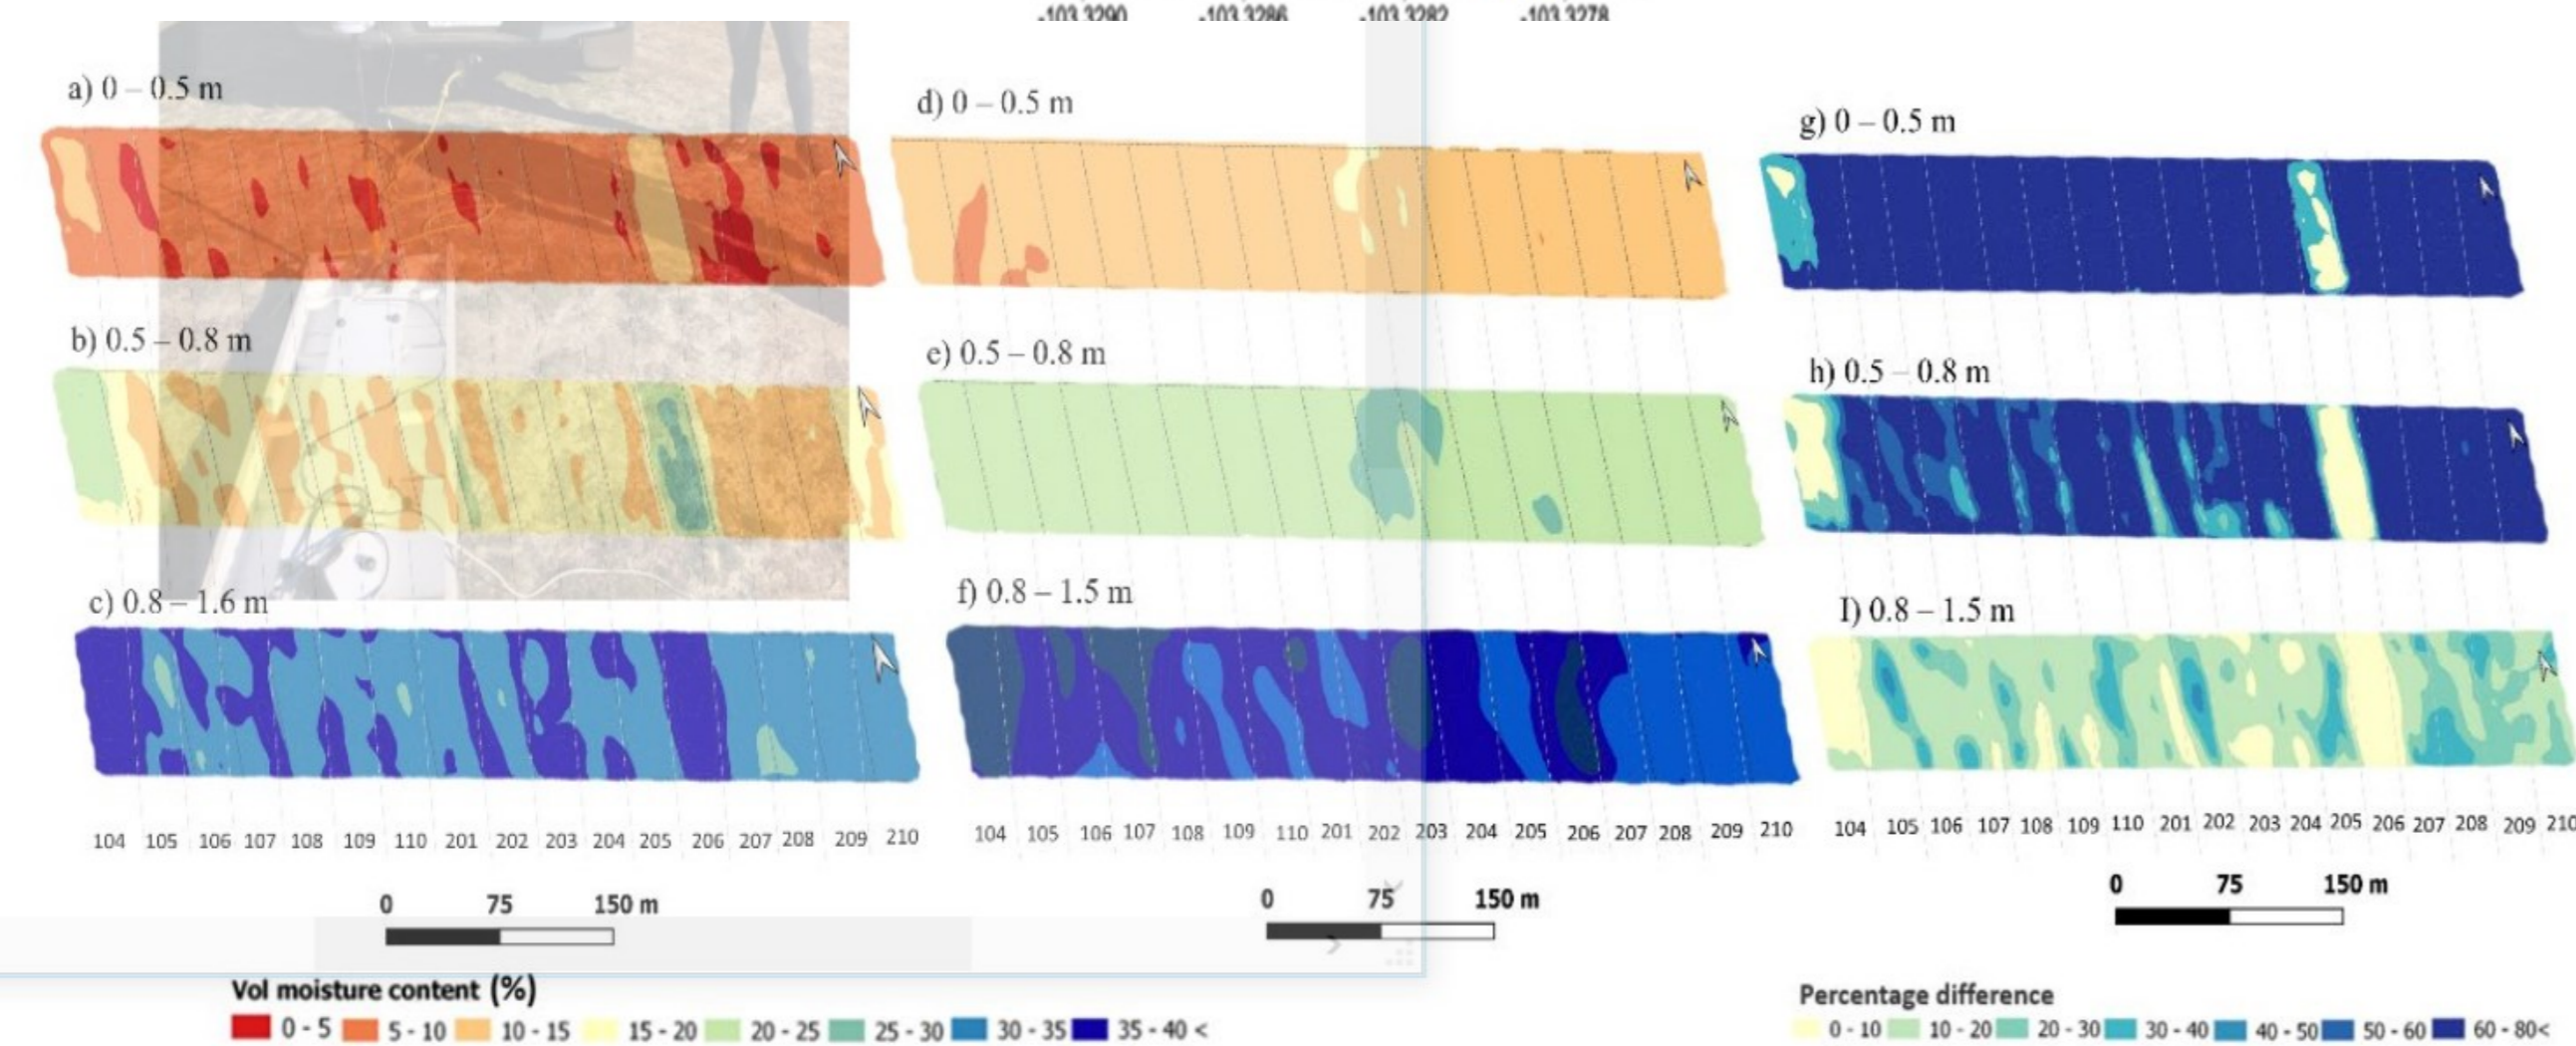 -103.3290 -103.3286 -103.3282 -103.3278
a) 0 – 0.5 m
d) 0 – 0.5 m
g) 0 – 0.5 m
b) 0.5 – 0.8 m
e) 0.5 – 0.8 m
h) 0.5 – 0.8 m
c) 0.8 – 1.6 m
f) 0.8 – 1.5 m
I) 0.8 – 1.5 m
104 105 106 107 108 109 110 201 202 203 204 205 206 207 208 209 210
104 105 106 107 108 109 110 201 202 203 204 205 206 207 208 209 210
104 105 106 107 108 109 110 201 202 203 204 205 206 207 208 209 210
0 75 150 m
0 75 150 m
0 75 150 m
Vol moisture content (%)
0 - 5 5 - 10 10 - 15 15 - 20 20 - 25 25 - 30 30 - 35 35 - 40 <
Percentage difference
0 - 10 10 - 20 20 - 30 30 - 40 40 - 50 50 - 60 60 - 80<